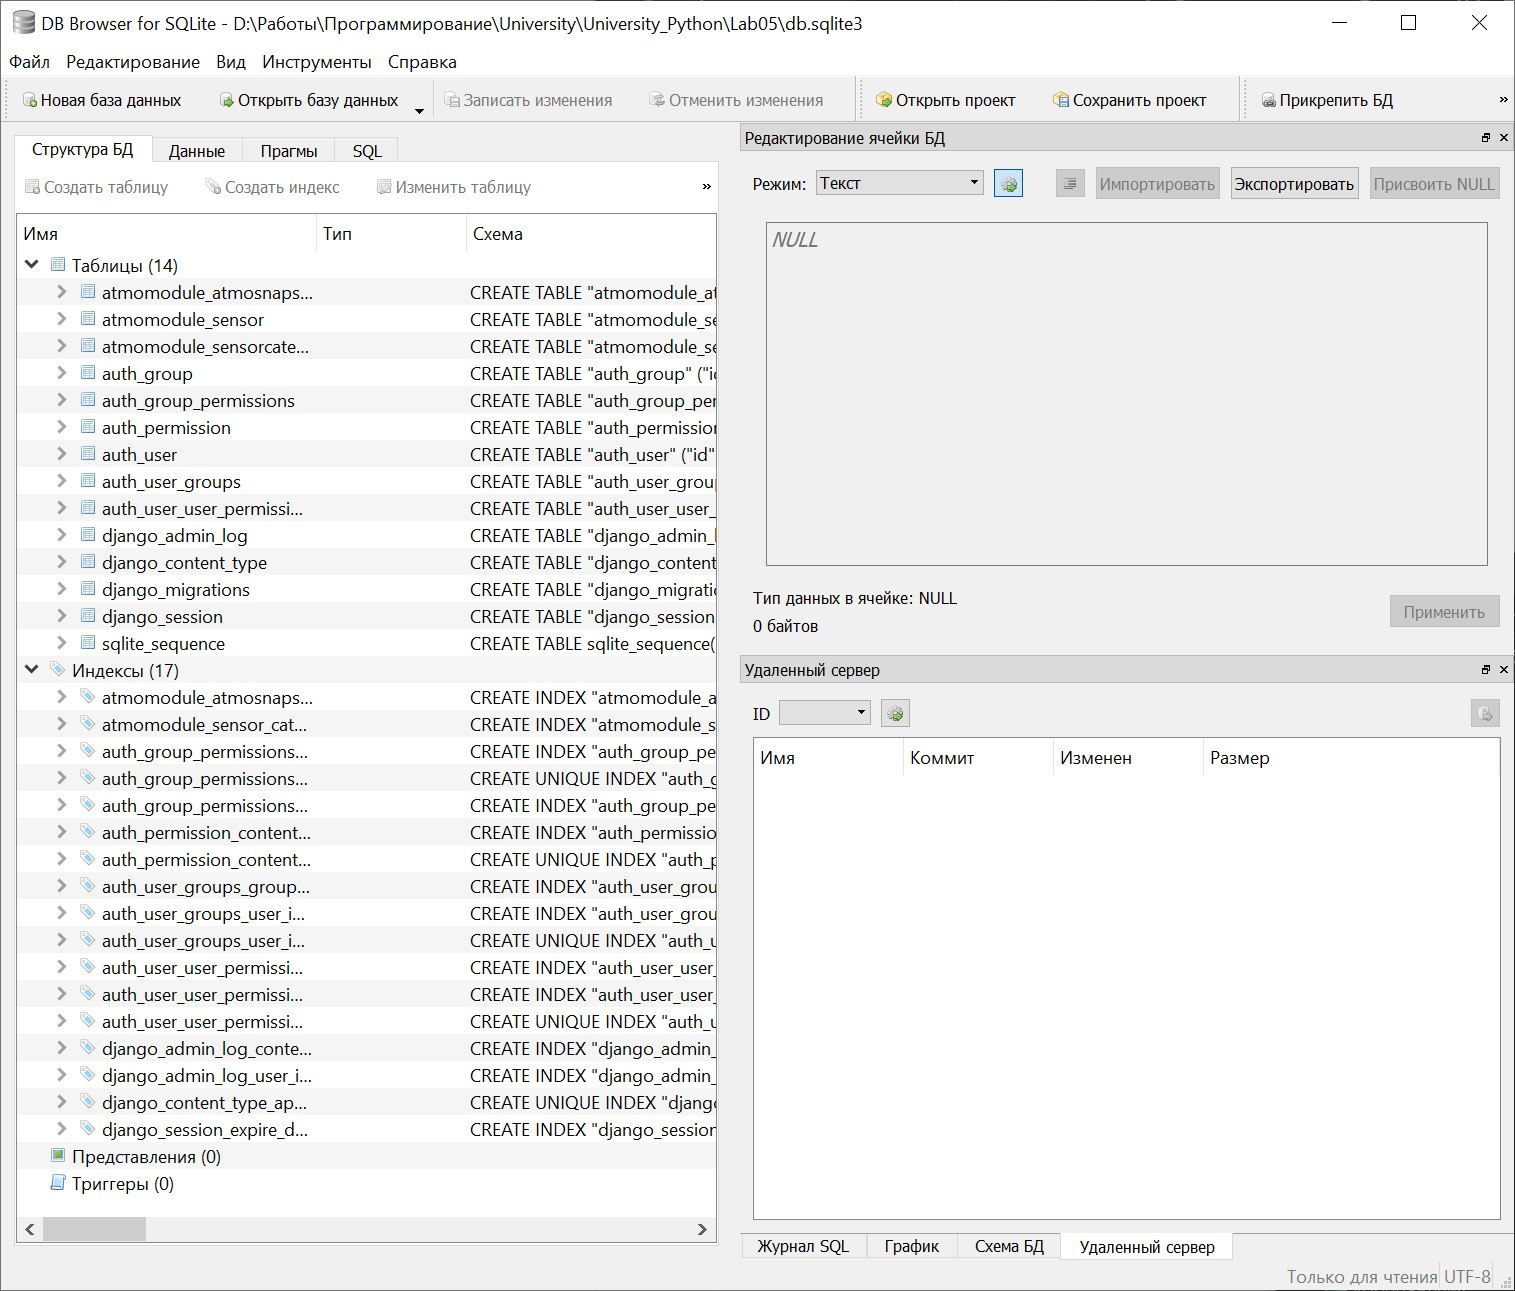 DB Browser for SQLite - D:\Работы\Программирование\University\University_Python\Lab05\db.sqlite3
Файл Редактирование Вид Инструменты Справка
Новая база данных Открыть базу данных Записать изменения Отменить изменения Открыть проект Сохранить проект Прикрепить БД »
Структура БД Данные Прагмы SQL
Создать таблицу Создать индекс Изменить таблицу »
Имя Тип Схема
Таблицы (14)
atmomodule_atmosnaps... CREATE TABLE "atmomodule_at
atmomodule_sensor CREATE TABLE "atmomodule_se
atmomodule_sensorcate... CREATE TABLE "atmomodule_se
auth_group CREATE TABLE "auth_group" ("id
auth_group_permissions CREATE TABLE "auth_group_per
auth_permission CREATE TABLE "auth_permission
auth_user CREATE TABLE "auth_user" ("id"
auth_user_groups CREATE TABLE "auth_user_group
auth_user_user_permissi... CREATE TABLE "auth_user_user_
django_admin_log CREATE TABLE "django_admin_l
django_content_type CREATE TABLE "django_content
django_migrations CREATE TABLE "django_migratio
django_session CREATE TABLE "django_session
sqlite_sequence CREATE TABLE sqlite_sequence(
Индексы (17)
atmomodule_atmosnaps... CREATE INDEX "atmomodule_a
atmomodule_sensor_cat... CREATE INDEX "atmomodule_s
auth_group_permissions... CREATE INDEX "auth_group_pe
auth_group_permissions... CREATE UNIQUE INDEX "auth_g
auth_group_permissions... CREATE INDEX "auth_group_pe
auth_permission_content... CREATE INDEX "auth_permissio
auth_permission_content... CREATE UNIQUE INDEX "auth_p
auth_user_groups_group... CREATE INDEX "auth_user_grou
auth_user_groups_user_i... CREATE INDEX "auth_user_grou
auth_user_groups_user_i... CREATE UNIQUE INDEX "auth_u
auth_user_user_permissi... CREATE INDEX "auth_user_user_
auth_user_user_permissi... CREATE INDEX "auth_user_user_
auth_user_user_permissi... CREATE UNIQUE INDEX "auth_u
django_admin_log_conte... CREATE INDEX "django_admin_
django_admin_log_user_i... CREATE INDEX "django_admin_
django_content_type_ap... CREATE UNIQUE INDEX "django
django_session_expire_d... CREATE INDEX "django_session
Представления (0)
Триггеры (0)
Редактирование ячейки БД
Режим: Текст Импортировать Экспортировать Присвоить NULL
NULL
Тип данных в ячейке: NULL
0 байтов
Применить
Удаленный сервер
ID
Имя Коммит Изменен Размер
Журнал SQL График Схема БД Удаленный сервер
Только для чтения UTF-8